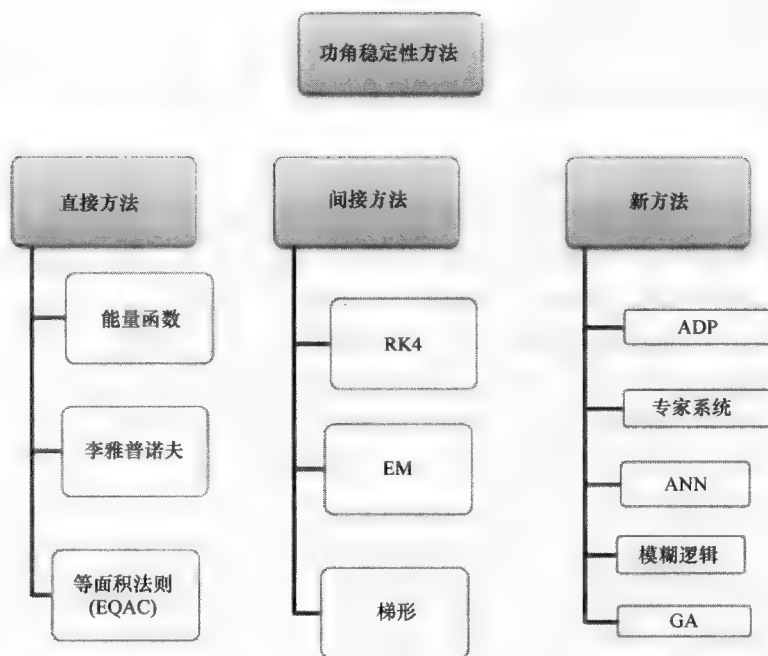 功角稳定性方法
直接方法
能量函数
李雅普诺夫
等面积法则
(EQAC)
间接方法
RK4
EM
梯形
新方法
ADP
专家系统
ANN
模糊逻辑
GA